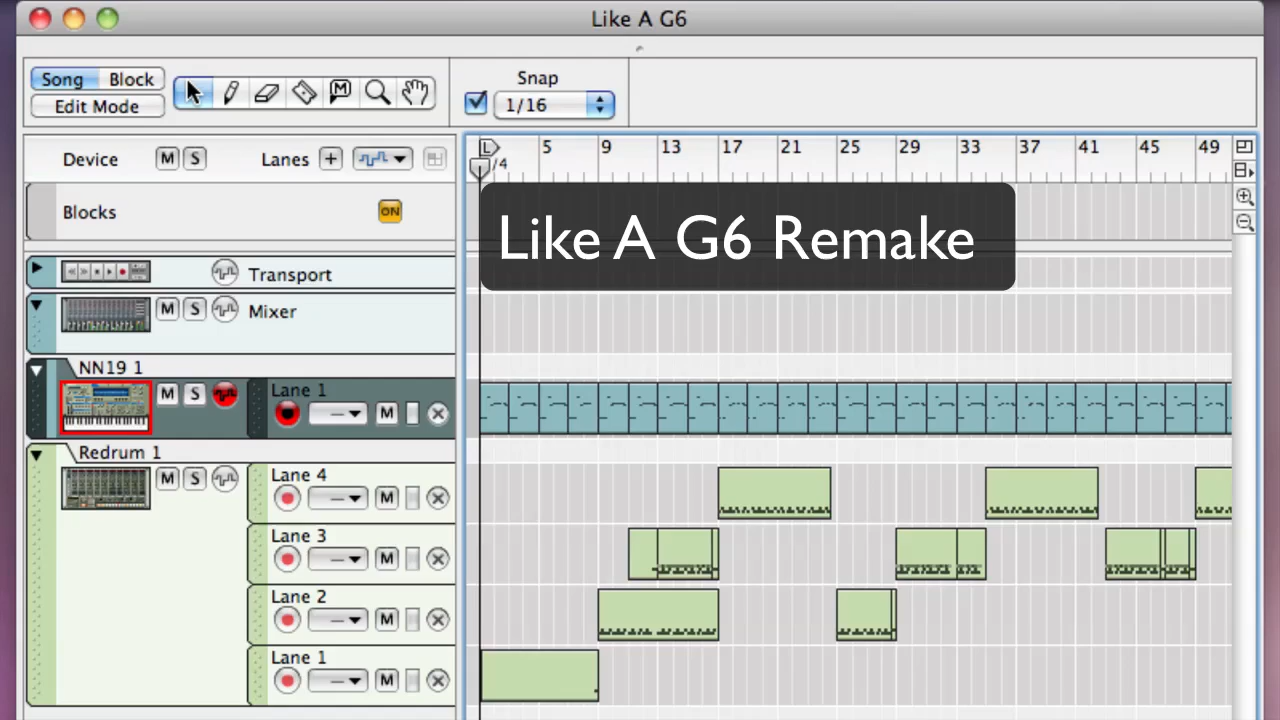 Like A G6
Song Block
Edit Mode
M
Snap
1/16
Device M S Lanes +
L 5 9 13 17 21 25 29 33 37 41 45 49
/4
Blocks ON
Like A G6 Remake
Transport
M S Mixer
NN19 1
M S Lane 1
M
Redrum 1
M S Lane 4
M
Lane 3
M
Lane 2
M
Lane 1
M